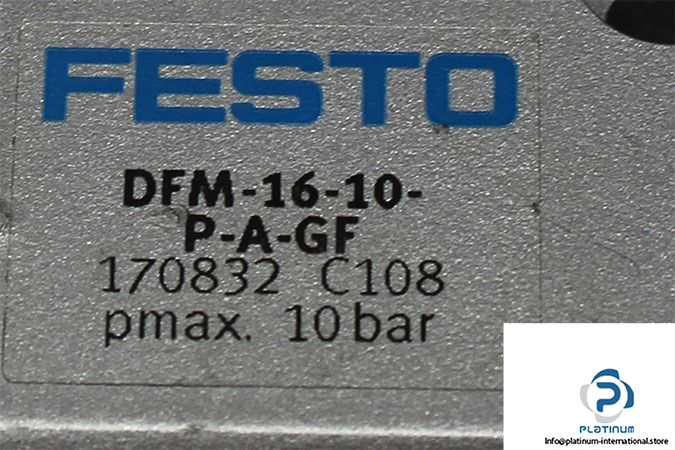 FESTO
DFM-16-10-
P-A-GF
170832 C108
pmax. 10 bar
PLATINUM
Info@platinum-international.store